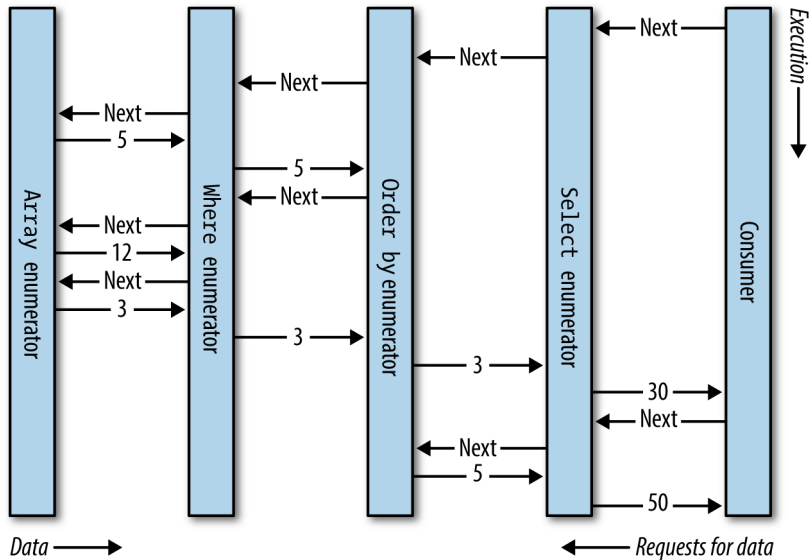 Next
Execution
Next
Next
Next
5
5
Next
Next
12
Next
3
3
3
30
Next
Next
5
50
Array enumerator
Where enumerator
Order by enumerator
Select enumerator
Consumer
Data
Requests for data